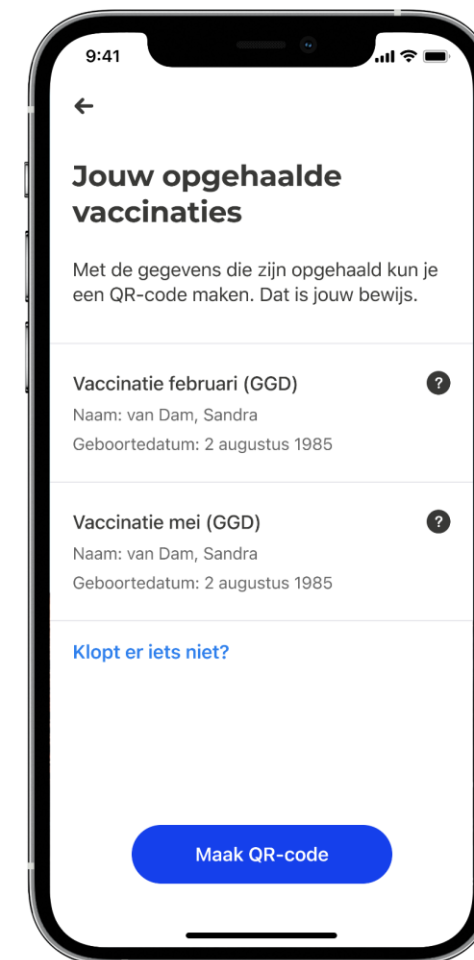 9:41
Jouw opgehaalde
vaccinaties
Met de gegevens die zijn opgehaald kun je
een QR-code maken. Dat is jouw bewijs.
Vaccinatie februari (GGD)
?
Naam: van Dam, Sandra
Geboortedatum: 2 augustus 1985
Vaccinatie mei (GGD)
?
Naam: van Dam, Sandra
Geboortedatum: 2 augustus 1985
Klopt er iets niet?
Maak QR-code